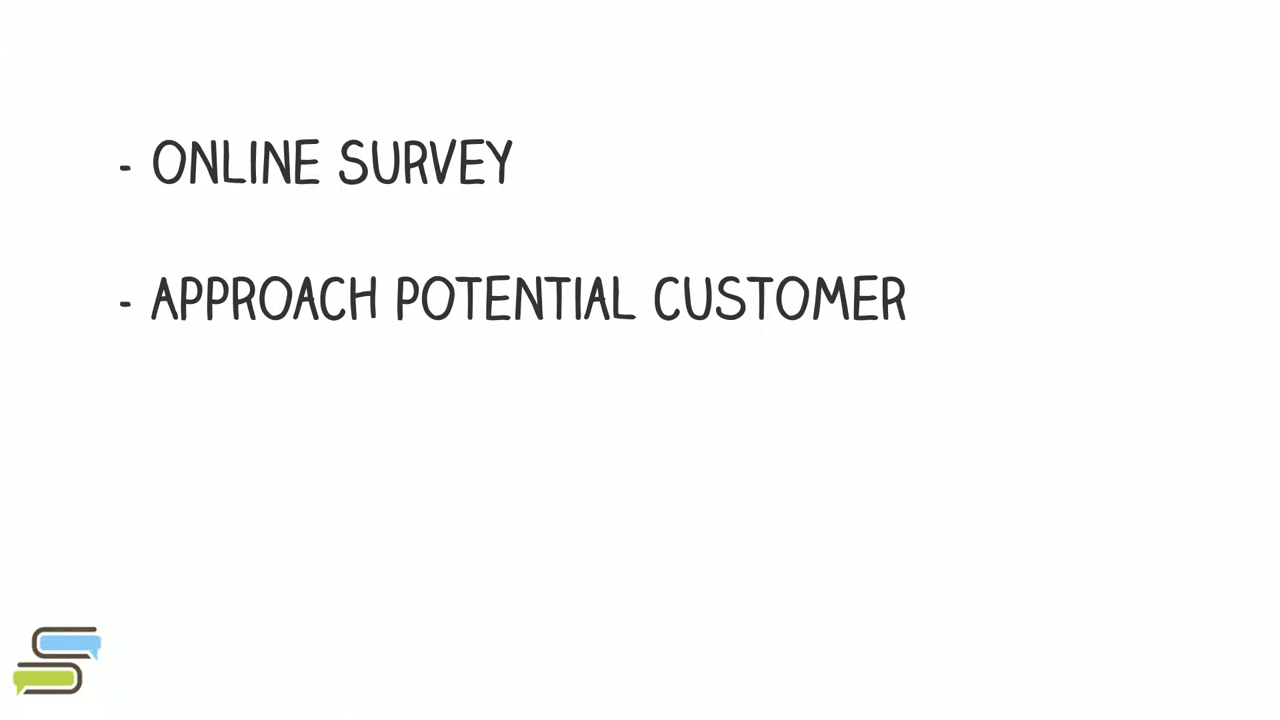 - ONLINE SURVEY
- APPROACH POTENTIAL CUSTOMER